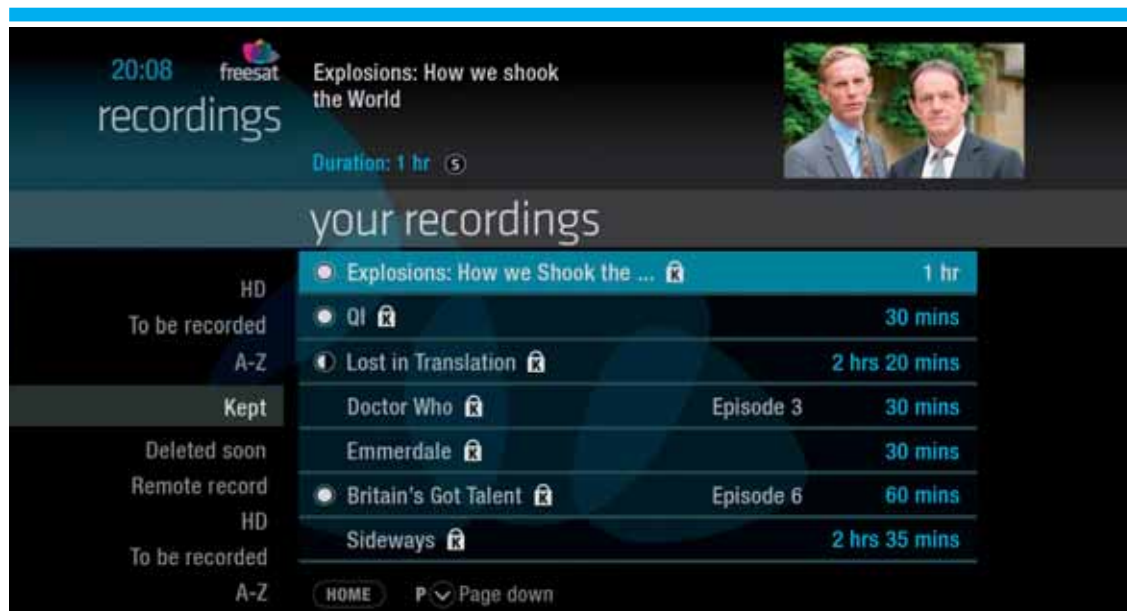 20:08 freesat
recordings
Explosions: How we shook
the World
Duration: 1 hr S
your recordings
HD
To be recorded
A-Z
Kept
Deleted soon
Remote record
HD
To be recorded
A-Z
Explosions: How we Shook the ... K 1 hr
QI K 30 mins
Lost in Translation K 2 hrs 20 mins
Doctor Who K Episode 3 30 mins
Emmerdale K 30 mins
Britain's Got Talent K Episode 6 60 mins
Sideways K 2 hrs 35 mins
HOME P Page down